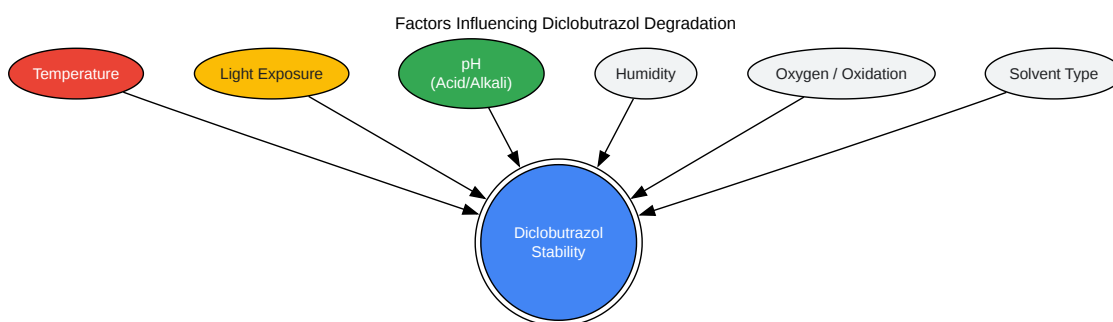 Factors Influencing Diclobutrazol Degradation
Temperature
Light Exposure
pH
(Acid/Alkali)
Humidity
Oxygen / Oxidation
Solvent Type
Diclobutrazol
Stability